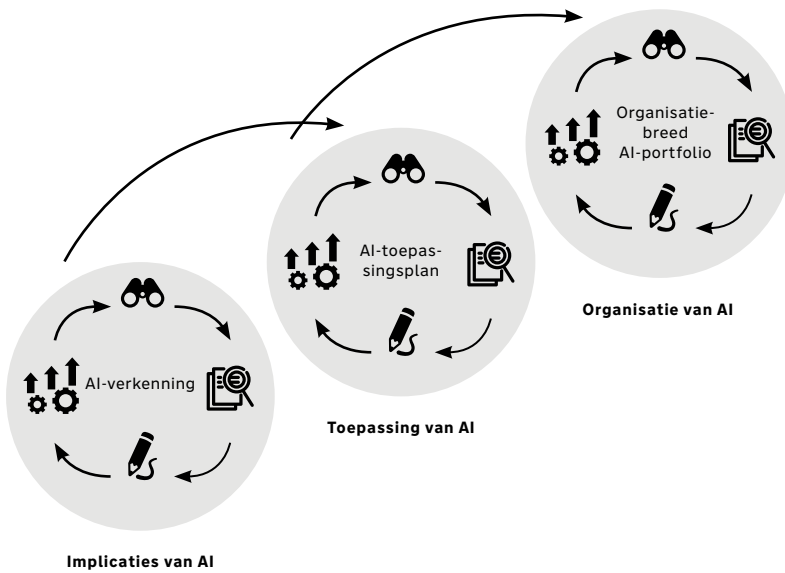 Organisatie-
breed
AI-portfolio
Organisatie van AI
AI-toepas-
singsplan
Toepassing van AI
AI-verkenning
Implicaties van AI